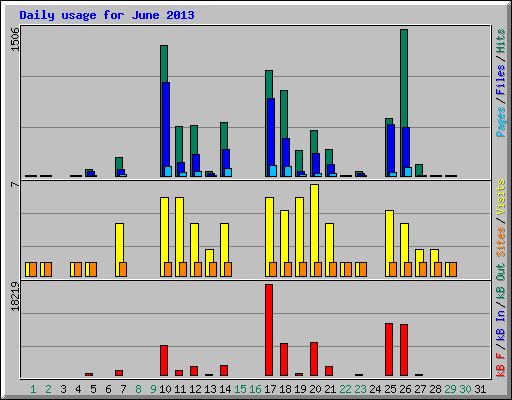 Daily usage for June 2013
1506
7
18219
Pages / Files / Hits
Sites / Visits
kB F / kB In / kB Out
1 2 3 4 5 6 7 8 9 10 11 12 13 14 15 16 17 18 19 20 21 22 23 24 25 26 27 28 29 30 31